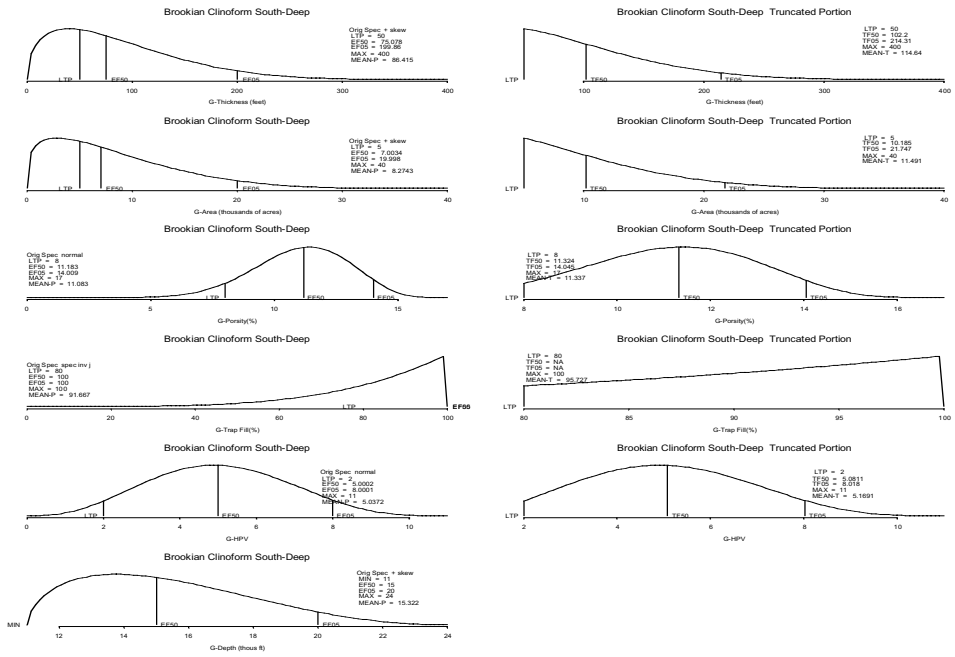 Brookian Clinoform South-Deep
Orig Spec + skew
LTP = 50
EF50 = 75.078
EF05 = 199.86
MAX = 400
MEAN-P = 86.415
LTP
EF50
EF05
0 100 200 300 400
G-Thickness (feet)
Brookian Clinoform South-Deep Truncated Portion
LTP = 50
TF50 = 102.2
TF05 = 214.31
MAX = 400
MEAN-T = 114.64
LTP
TF50
TF05
100 200 300 400
G-Thickness (feet)
Brookian Clinoform South-Deep
Orig Spec + skew
LTP = 5
EF50 = 7.0034
EF05 = 19.998
MAX = 40
MEAN-P = 8.2743
LTP
EF50
EF05
0 10 20 30 40
G-Area (thousands of acres)
Brookian Clinoform South-Deep Truncated Portion
LTP = 5
TF50 = 10.185
TF05 = 21.747
MAX = 40
MEAN-T = 11.491
LTP
TF50
TF05
10 20 30 40
G-Area (thousands of acres)
Brookian Clinoform South-Deep
Orig Spec normal
LTP = 8
EF50 = 11.183
EF05 = 14.009
MAX = 17
MEAN-P = 11.083
LTP
EF50
EF05
0 5 10 15
G-Porsity(%)
Brookian Clinoform South-Deep Truncated Portion
LTP = 8
TF50 = 11.324
TF05 = 14.045
MAX = 17
MEAN-T = 11.337
LTP
TF50
TF05
8 10 12 14 16
G-Porsity(%)
Brookian Clinoform South-Deep
Orig Spec spec inv j
LTP = 80
EF50 = 100
EF05 = 100
MAX = 100
MEAN-P = 91.667
LTP
0 20 40 60 80 100
G-Trap Fill(%)
Brookian Clinoform South-Deep Truncated Portion
LTP = 80
TF50 = NA
TF05 = NA
MAX = 100
MEAN-T = 95.727
LTP
80 85 90 95 100
G-Trap Fill(%)
Brookian Clinoform South-Deep
Orig Spec normal
LTP = 2
EF50 = 5.0002
EF05 = 8.0001
MAX = 11
MEAN-P = 5.0372
LTP
EF50
EF05
0 2 4 6 8 10
G-HPV
Brookian Clinoform South-Deep Truncated Portion
LTP = 2
TF50 = 5.0811
TF05 = 8.018
MAX = 11
MEAN-T = 5.1691
LTP
TF50
TF05
2 4 6 8 10
G-HPV
Brookian Clinoform South-Deep
Orig Spec + skew
MIN = 11
EF50 = 15
EF05 = 20
MAX = 24
MEAN-P = 15.322
MIN
EF50
EF05
12 14 16 18 20 22 24
G-Depth (thous ft)